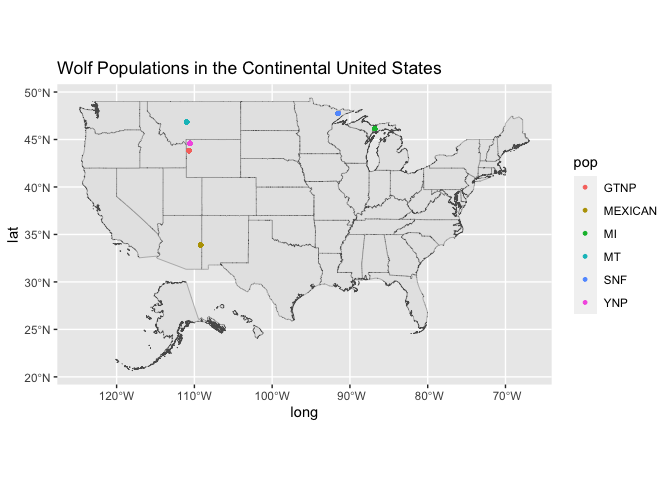 Wolf Populations in the Continental United States
50°N
45°N
40°N
35°N
30°N
25°N
20°N
lat
120°W 110°W 100°W 90°W 80°W 70°W
long
pop
GTNP
MEXICAN
MI
MT
SNF
YNP